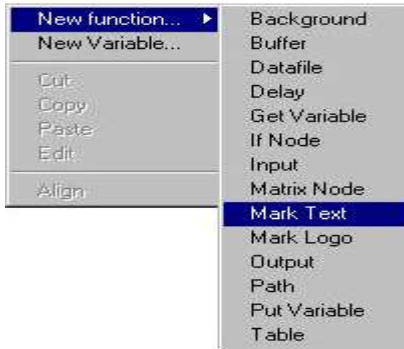 New function...
New Variable...
Cut
Copy
Paste
Edit
Align
Background
Buffer
Datafile
Delay
Get Variable
If Node
Input
Matrix Node
Mark Text
Mark Logo
Output
Path
Put Variable
Table